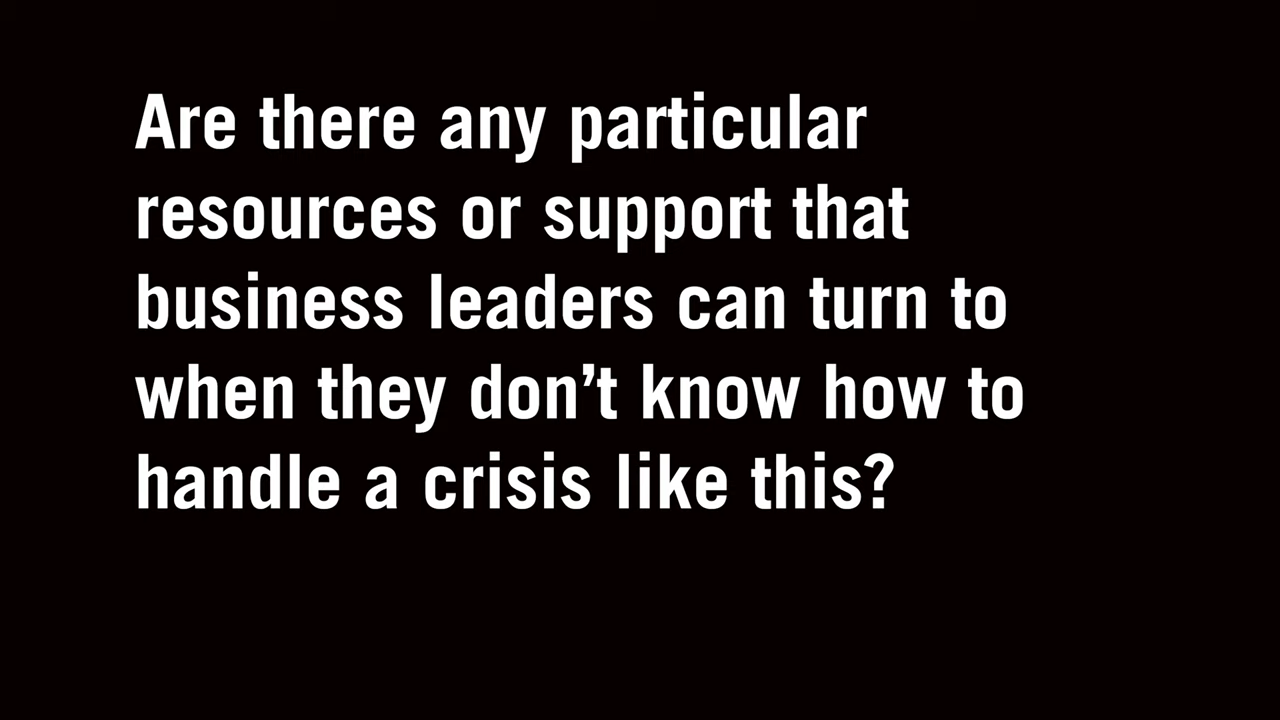 Are there any particular
resources or support that
business leaders can turn to
when they don’t know how to
handle a crisis like this?